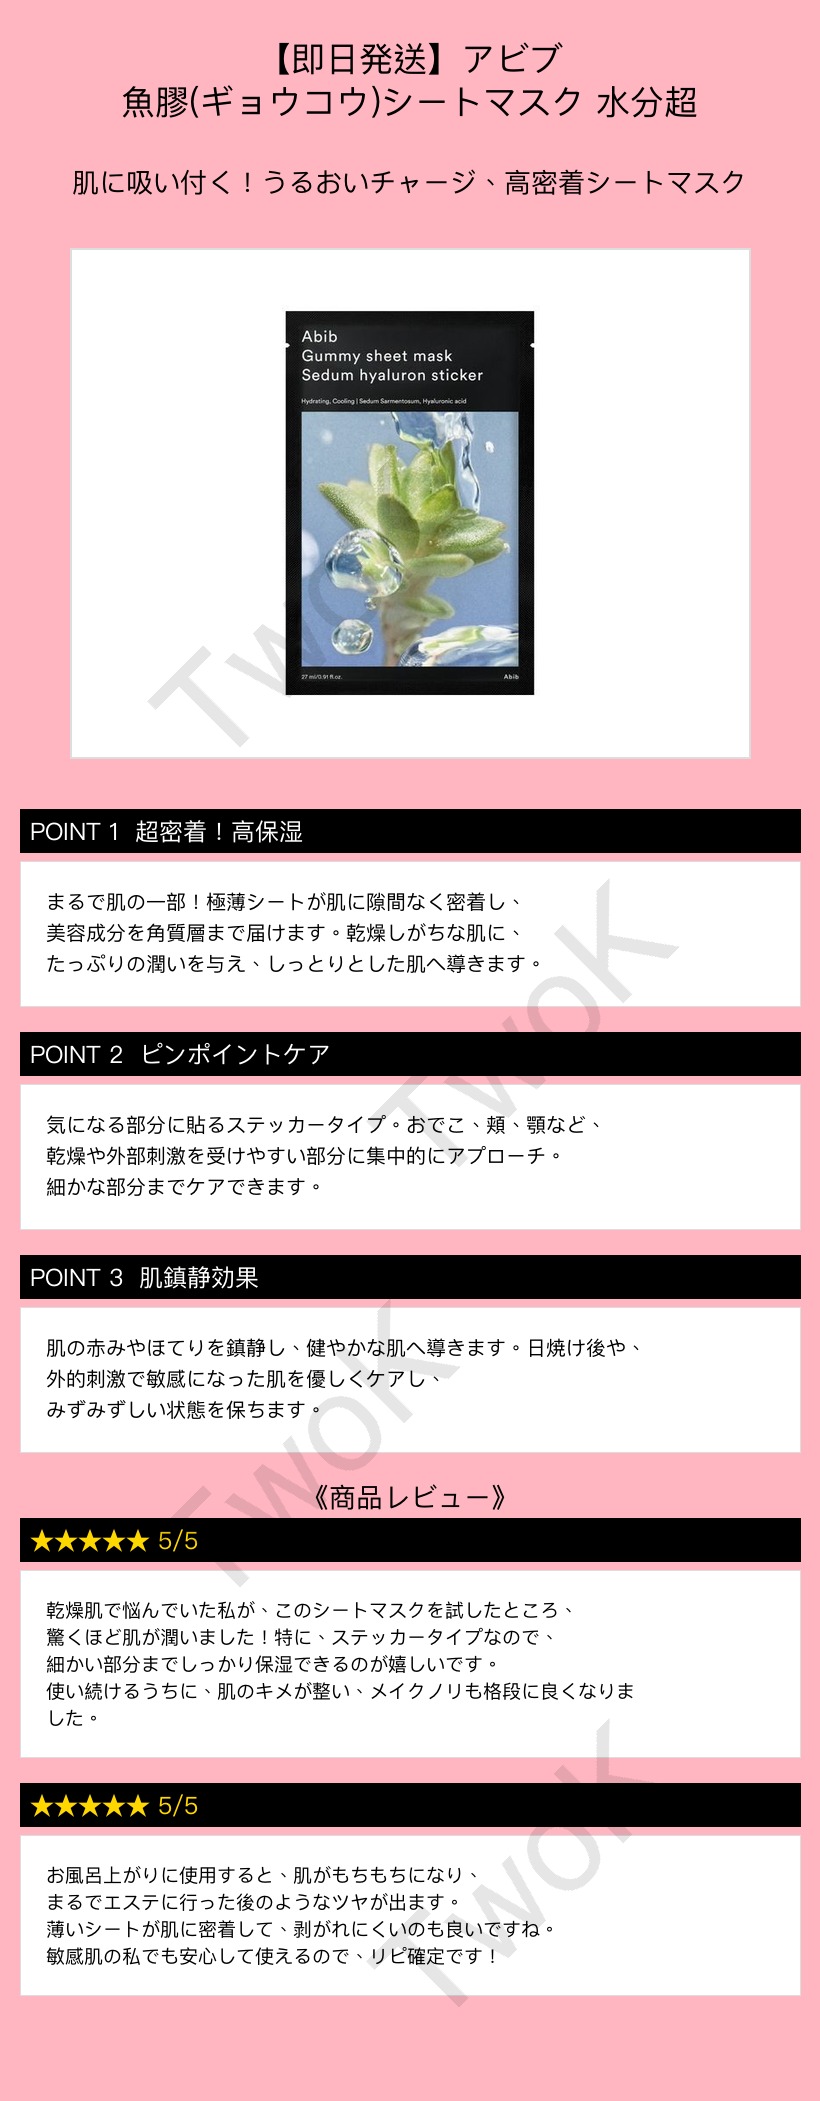 【即日発送】アビブ
魚膠(ギョウコウ)シートマスク 水分超
肌に吸い付く！うるおいチャージ、高密着シートマスク
Abib
Gummy sheet mask
Sedum hyaluron sticker
Hydrating, Cooling | Sedum Sarmentosum, Hyaluronic acid
27 ml/0.91 fl.oz.
Abib
TwoK
POINT 1 超密着！高保湿
まるで肌の一部！極薄シートが肌に隙間なく密着し、
美容成分を角質層まで届けます。乾燥しがちな肌に、
たっぷりの潤いを与え、しっとりとした肌へ導きます。
TwoK
POINT 2 ピンポイントケア
気になる部分に貼るステッカータイプ。おでこ、頬、顎など、
乾燥や外部刺激を受けやすい部分に集中的にアプローチ。
細かな部分までケアできます。
POINT 3 肌鎮静効果
肌の赤みやほてりを鎮静し、健やかな肌へ導きます。日焼け後や、
外的刺激で敏感になった肌を優しくケアし、
みずみずしい状態を保ちます。
TwoK
《商品レビュー》
★★★★★ 5/5
乾燥肌で悩んでいた私が、このシートマスクを試したところ、
驚くほど肌が潤いました！特に、ステッカータイプなので、
細かい部分までしっかり保湿できるのが嬉しいです。
使い続けるうちに、肌のキメが整い、メイクノリも格段に良くなりま
した。
★★★★★ 5/5
お風呂上がりに使用すると、肌がもちもちになり、
まるでエステに行った後のようなツヤが出ます。
薄いシートが肌に密着して、剥がれにくいのも良いですね。
敏感肌の私でも安心して使えるので、リピ確定です！
TwoK